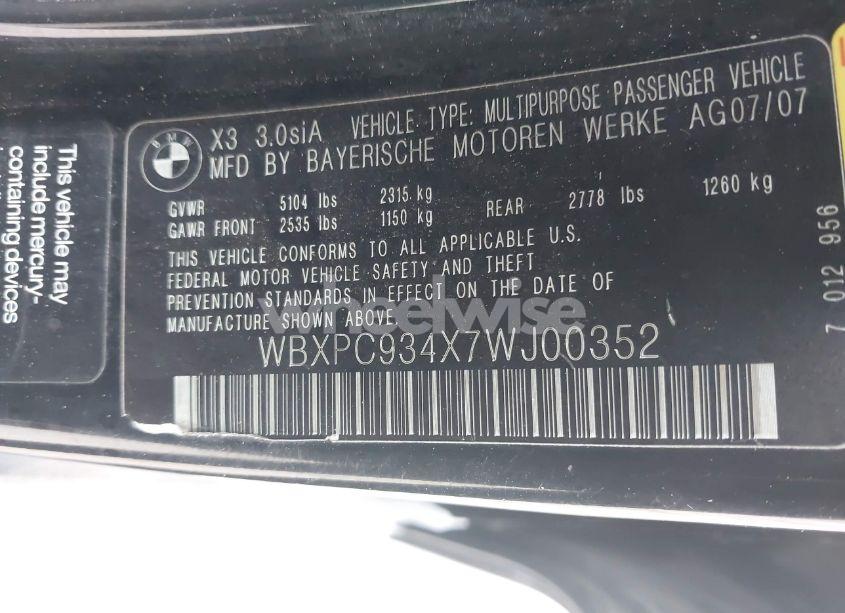 BMW
X3 3.0siA VEHICLE TYPE: MULTIPURPOSE PASSENGER VEHICLE
MFD BY BAYERISCHE MOTOREN WERKE AG07/07
GVWR 5104 lbs 2315 kg
GAWR FRONT 2535 lbs 1150 kg REAR 2778 lbs 1260 kg
THIS VEHICLE CONFORMS TO ALL APPLICABLE U.S.
FEDERAL MOTOR VEHICLE SAFETY AND THEFT
PREVENTION STANDARDS IN EFFECT ON THE DATE OF
MANUFACTURE SHOWN ABOVE.
WBXPC934X7WJ00352
7 012 956
This vehicle may
include mercury-
containing devices
wheelwise